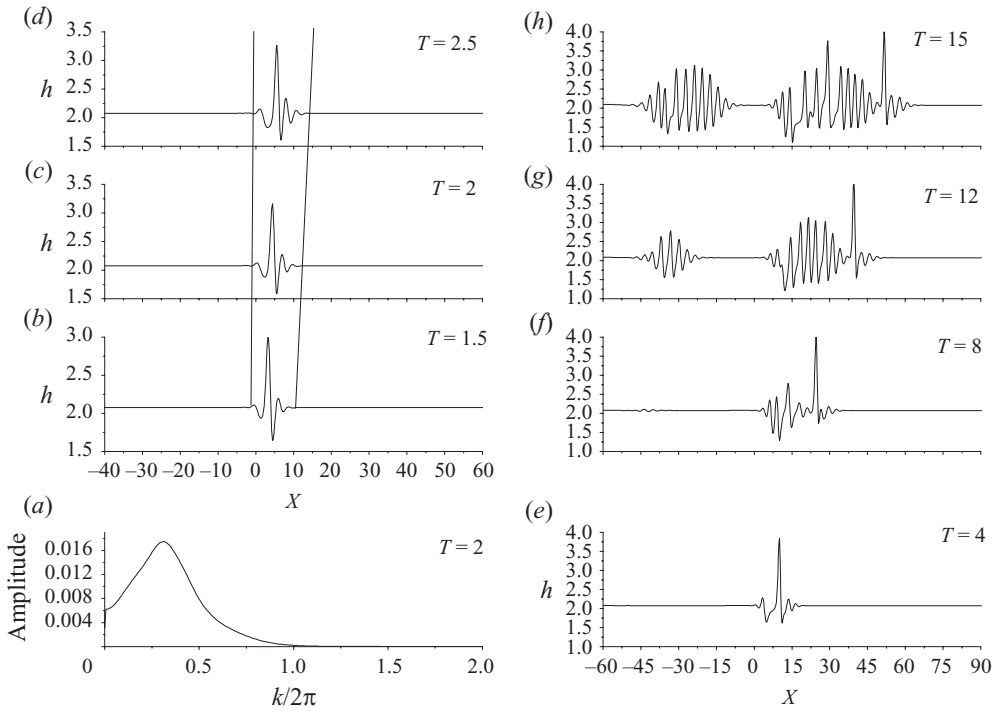 (d)
3.5
3.0
2.5
2.0
1.5
h
T = 2.5
(c)
3.5
3.0
2.5
2.0
1.5
h
T = 2
(b)
3.0
2.5
2.0
1.5
h
T = 1.5
–40 –30 –20 –10 0 10 20 30 40 50 60
X
(a)
0.016
0.012
0.008
0.004
Amplitude
T = 2
0 0.5 1.0 1.5 2.0
k/2π
(h)
4.0
3.5
3.0
2.5
2.0
1.5
1.0
T = 15
(g)
4.0
3.5
3.0
2.5
2.0
1.5
1.0
T = 12
(f)
4.0
3.5
3.0
2.5
2.0
1.5
1.0
T = 8
(e)
4.0
3.5
3.0
2.5
2.0
1.5
1.0
h
T = 4
–60 –45 –30 –15 0 15 30 45 60 75 90
X